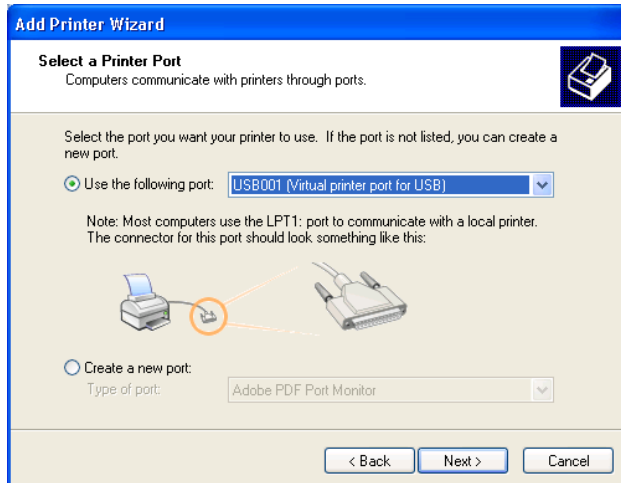 Add Printer Wizard
Select a Printer Port
Computers communicate with printers through ports.
Select the port you want your printer to use. If the port is not listed, you can create a
new port.
Use the following port: USB001 (Virtual printer port for USB)
Note: Most computers use the LPT1: port to communicate with a local printer.
The connector for this port should look something like this:
Create a new port:
Type of port: Adobe PDF Port Monitor
< Back Next > Cancel